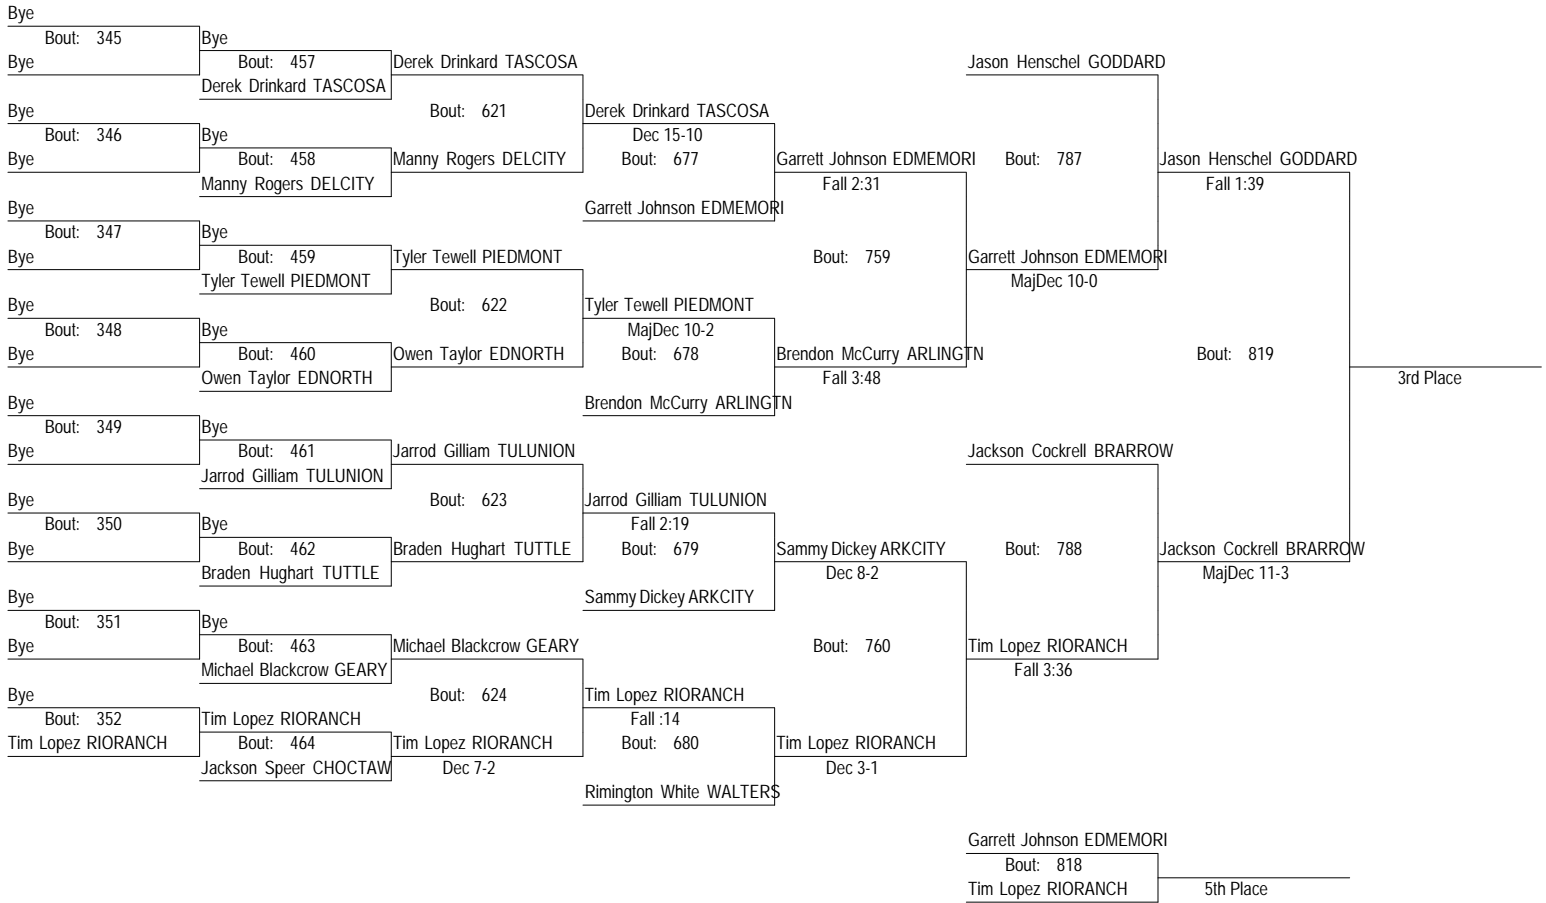 Bye
Bout: 345
Bye
Bye
Bout: 346
Bye
Bye
Bout: 347
Bye
Bye
Bout: 348
Bye
Bye
Bout: 349
Bye
Bye
Bout: 350
Bye
Bye
Bout: 351
Bye
Bye
Bout: 352
Tim Lopez RIORANCH
Bye
Bout: 457
Derek Drinkard TASCOSA
Bye
Bout: 458
Manny Rogers DELCITY
Bye
Bout: 459
Tyler Tewell PIEDMONT
Bye
Bout: 460
Owen Taylor EDNORTH
Bye
Bout: 461
Jarrod Gilliam TULUNION
Bye
Bout: 462
Braden Hughart TUTTLE
Bye
Bout: 463
Michael Blackcrow GEARY
Tim Lopez RIORANCH
Bout: 464
Jackson Speer CHOCTAW
Derek Drinkard TASCOSA
Bout: 621
Manny Rogers DELCITY
Tyler Tewell PIEDMONT
Bout: 622
Owen Taylor EDNORTH
Jarrod Gilliam TULUNION
Bout: 623
Braden Hughart TUTTLE
Michael Blackcrow GEARY
Bout: 624
Tim Lopez RIORANCH
Dec 7-2
Derek Drinkard TASCOSA
Dec 15-10
Bout: 677
Garrett Johnson EDMEMORI
Tyler Tewell PIEDMONT
MajDec 10-2
Bout: 678
Brendon McCurry ARLINGTN
Jarrod Gilliam TULUNION
Fall 2:19
Bout: 679
Sammy Dickey ARKCITY
Tim Lopez RIORANCH
Fall :14
Bout: 680
Rimington White WALTERS
Garrett Johnson EDMEMORI
Fall 2:31
Bout: 759
Brendon McCurry ARLINGTN
Fall 3:48
Sammy Dickey ARKCITY
Dec 8-2
Bout: 760
Tim Lopez RIORANCH
Dec 3-1
Jason Henschel GODDARD
Bout: 787
Garrett Johnson EDMEMORI
MajDec 10-0
Jackson Cockrell BRARROW
Bout: 788
Tim Lopez RIORANCH
Fall 3:36
Jason Henschel GODDARD
Fall 1:39
Bout: 819
Jackson Cockrell BRARROW
MajDec 11-3
3rd Place
Garrett Johnson EDMEMORI
Bout: 818
Tim Lopez RIORANCH
5th Place